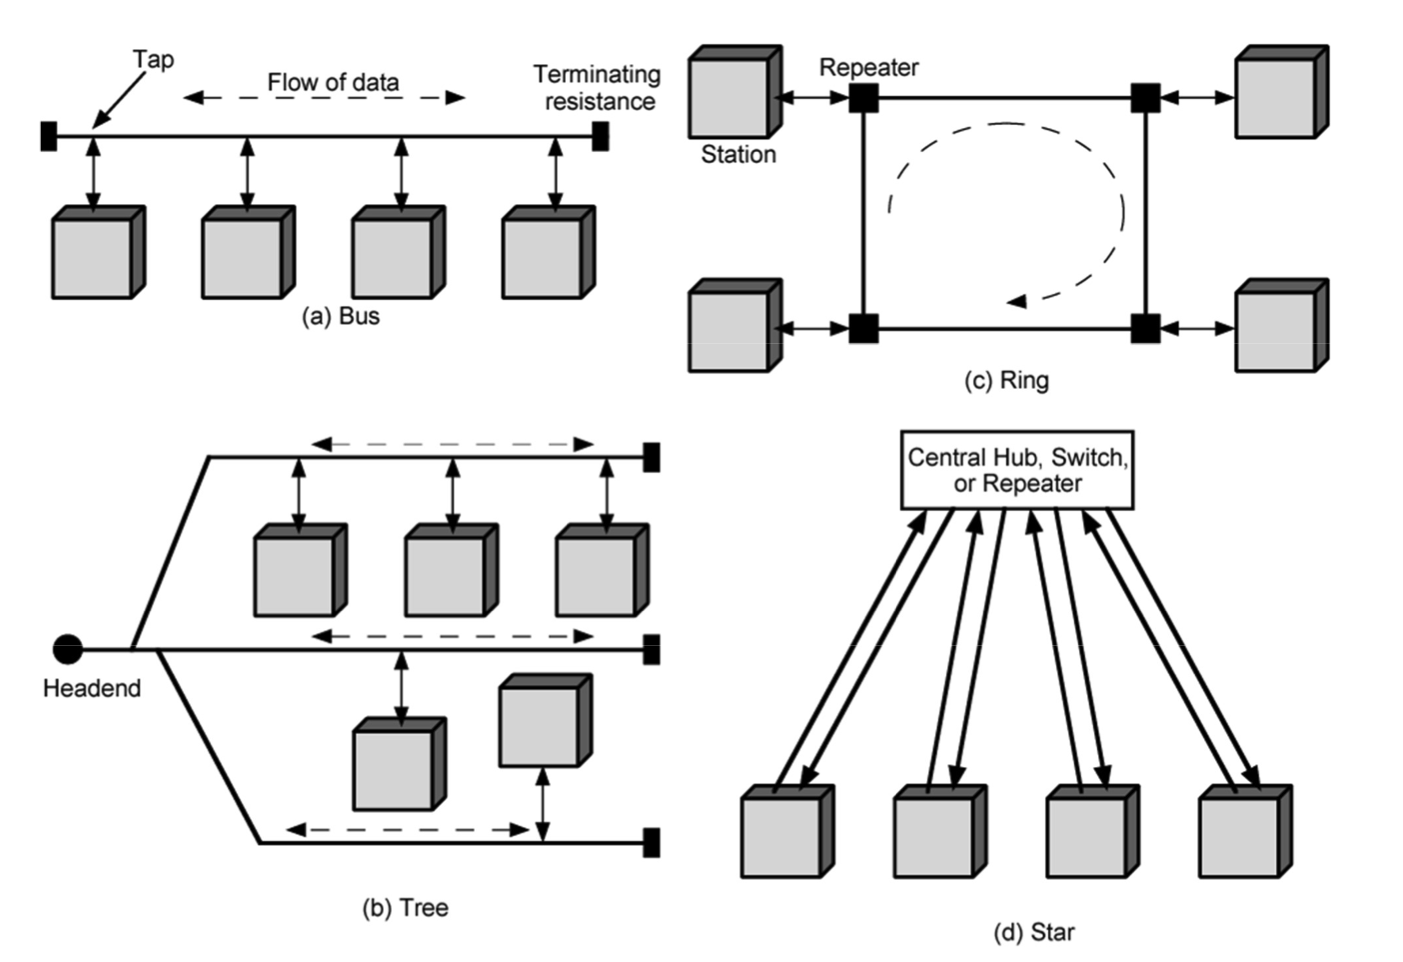 Tap
Flow of data
Terminating
resistance
(a) Bus
Repeater
Station
(c) Ring
Headend
(b) Tree
Central Hub, Switch,
or Repeater
(d) Star